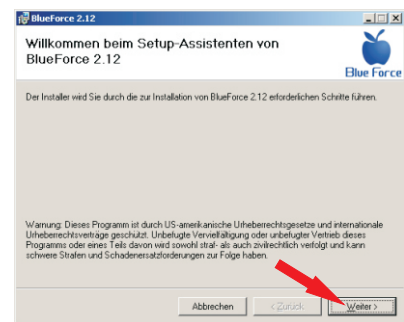 BlueForce 2.12
Willkommen beim Setup-Assistenten von
BlueForce 2.12
Blue Force
Der Installer wird Sie durch die zur Installation von BlueForce 2.12 erforderlichen Schritte führen.
Warnung: Dieses Programm ist durch US-amerikanische Urheberrechtsgesetze und internationale
Urheberrechtsverträge geschützt. Unbefugte Vervielfältigung oder unbefugter Vertrieb dieses
Programms oder eines Teils davon wird sowohl straf- als auch zivilrechtlich verfolgt und kann
schwere Strafen und Schadenersatzforderungen zur Folge haben.
Abbrechen
< Zurück
Weiter >